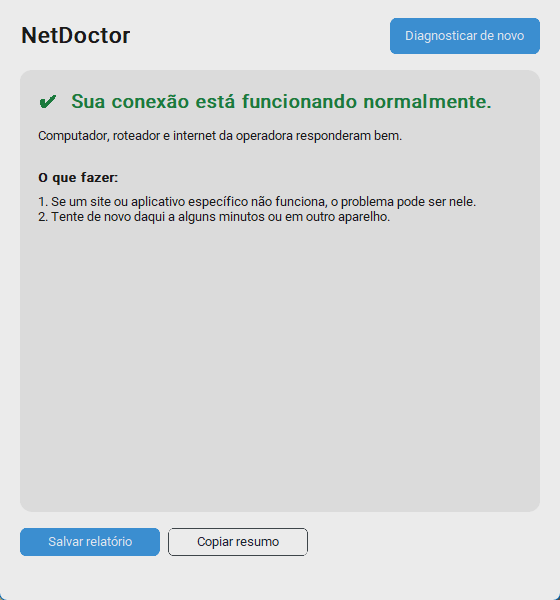 NetDoctor
Diagnosticar de novo
✔ Sua conexão está funcionando normalmente.
Computador, roteador e internet da operadora responderam bem.
O que fazer:
1. Se um site ou aplicativo específico não funciona, o problema pode ser nele.
2. Tente de novo daqui a alguns minutos ou em outro aparelho.
Salvar relatório
Copiar resumo